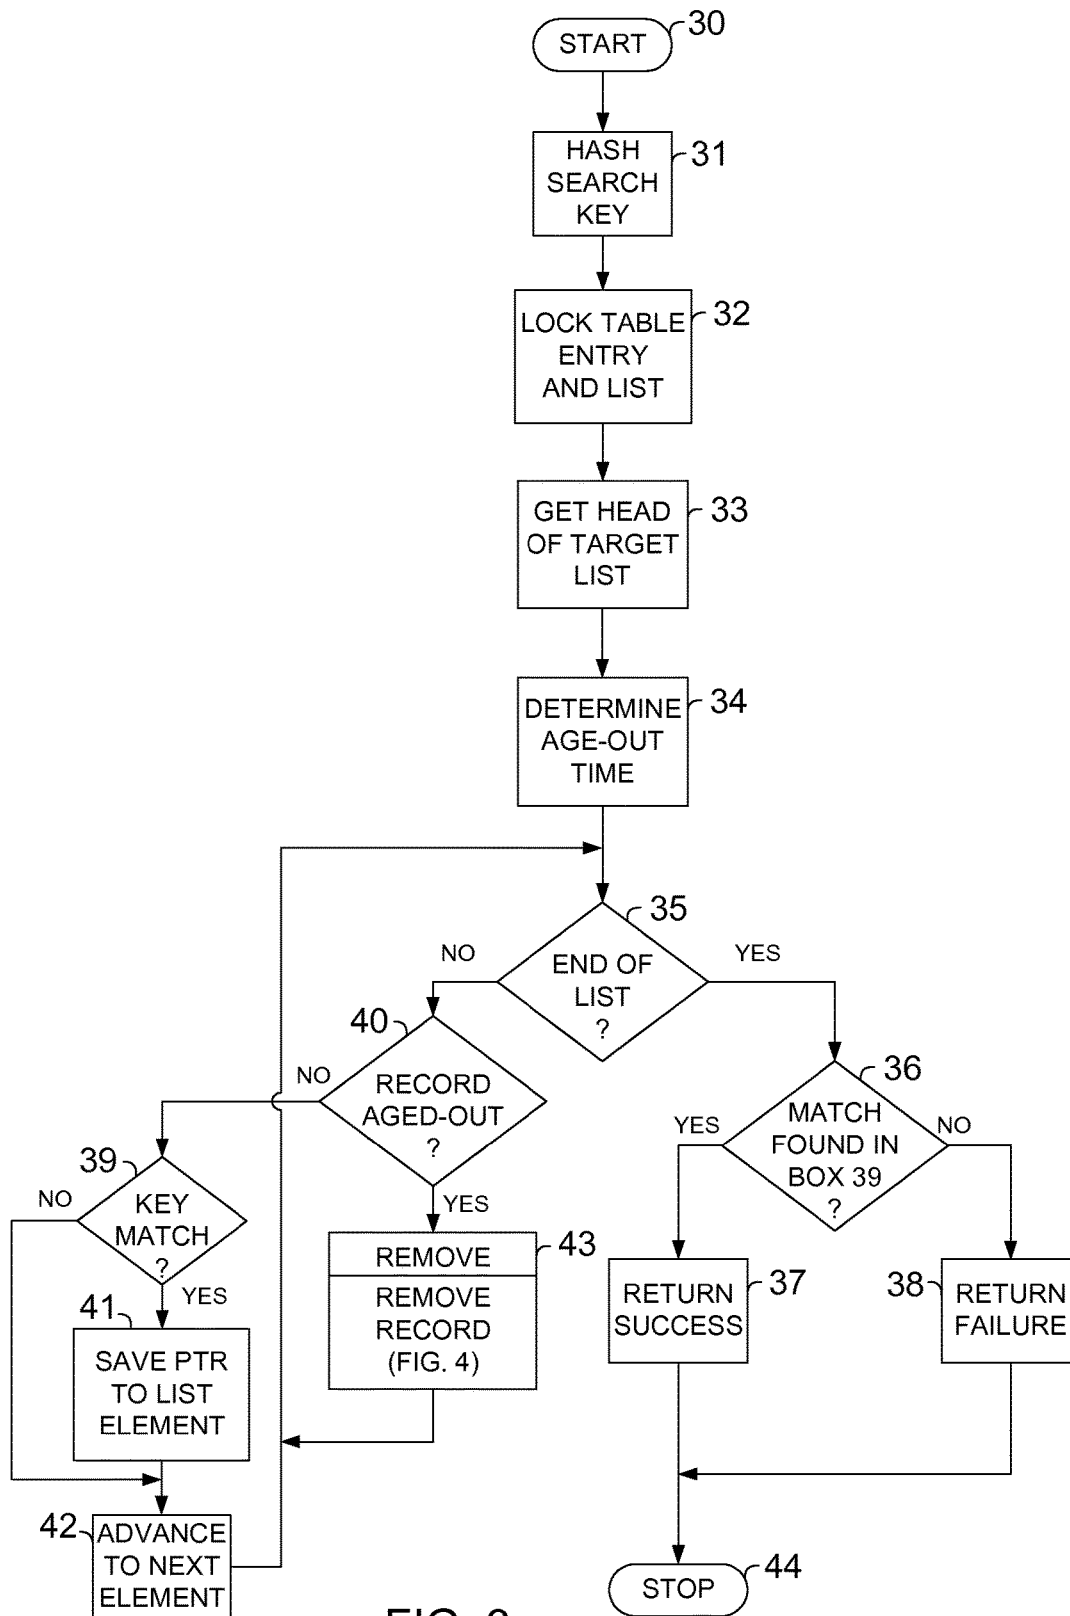 START
30
HASH
SEARCH
KEY
31
LOCK TABLE
ENTRY
AND LIST
32
GET HEAD
OF TARGET
LIST
33
DETERMINE
AGE-OUT
TIME
34
35
NO
YES
END OF
LIST
?
40
NO
RECORD
AGED-OUT
?
YES
36
YES
NO
MATCH
FOUND IN
BOX 39
?
39
NO
KEY
MATCH
?
YES
43
REMOVE
REMOVE
RECORD
(FIG. 4)
RETURN
SUCCESS
37
38
RETURN
FAILURE
41
SAVE PTR
TO LIST
ELEMENT
42
ADVANCE
TO NEXT
ELEMENT
STOP
44